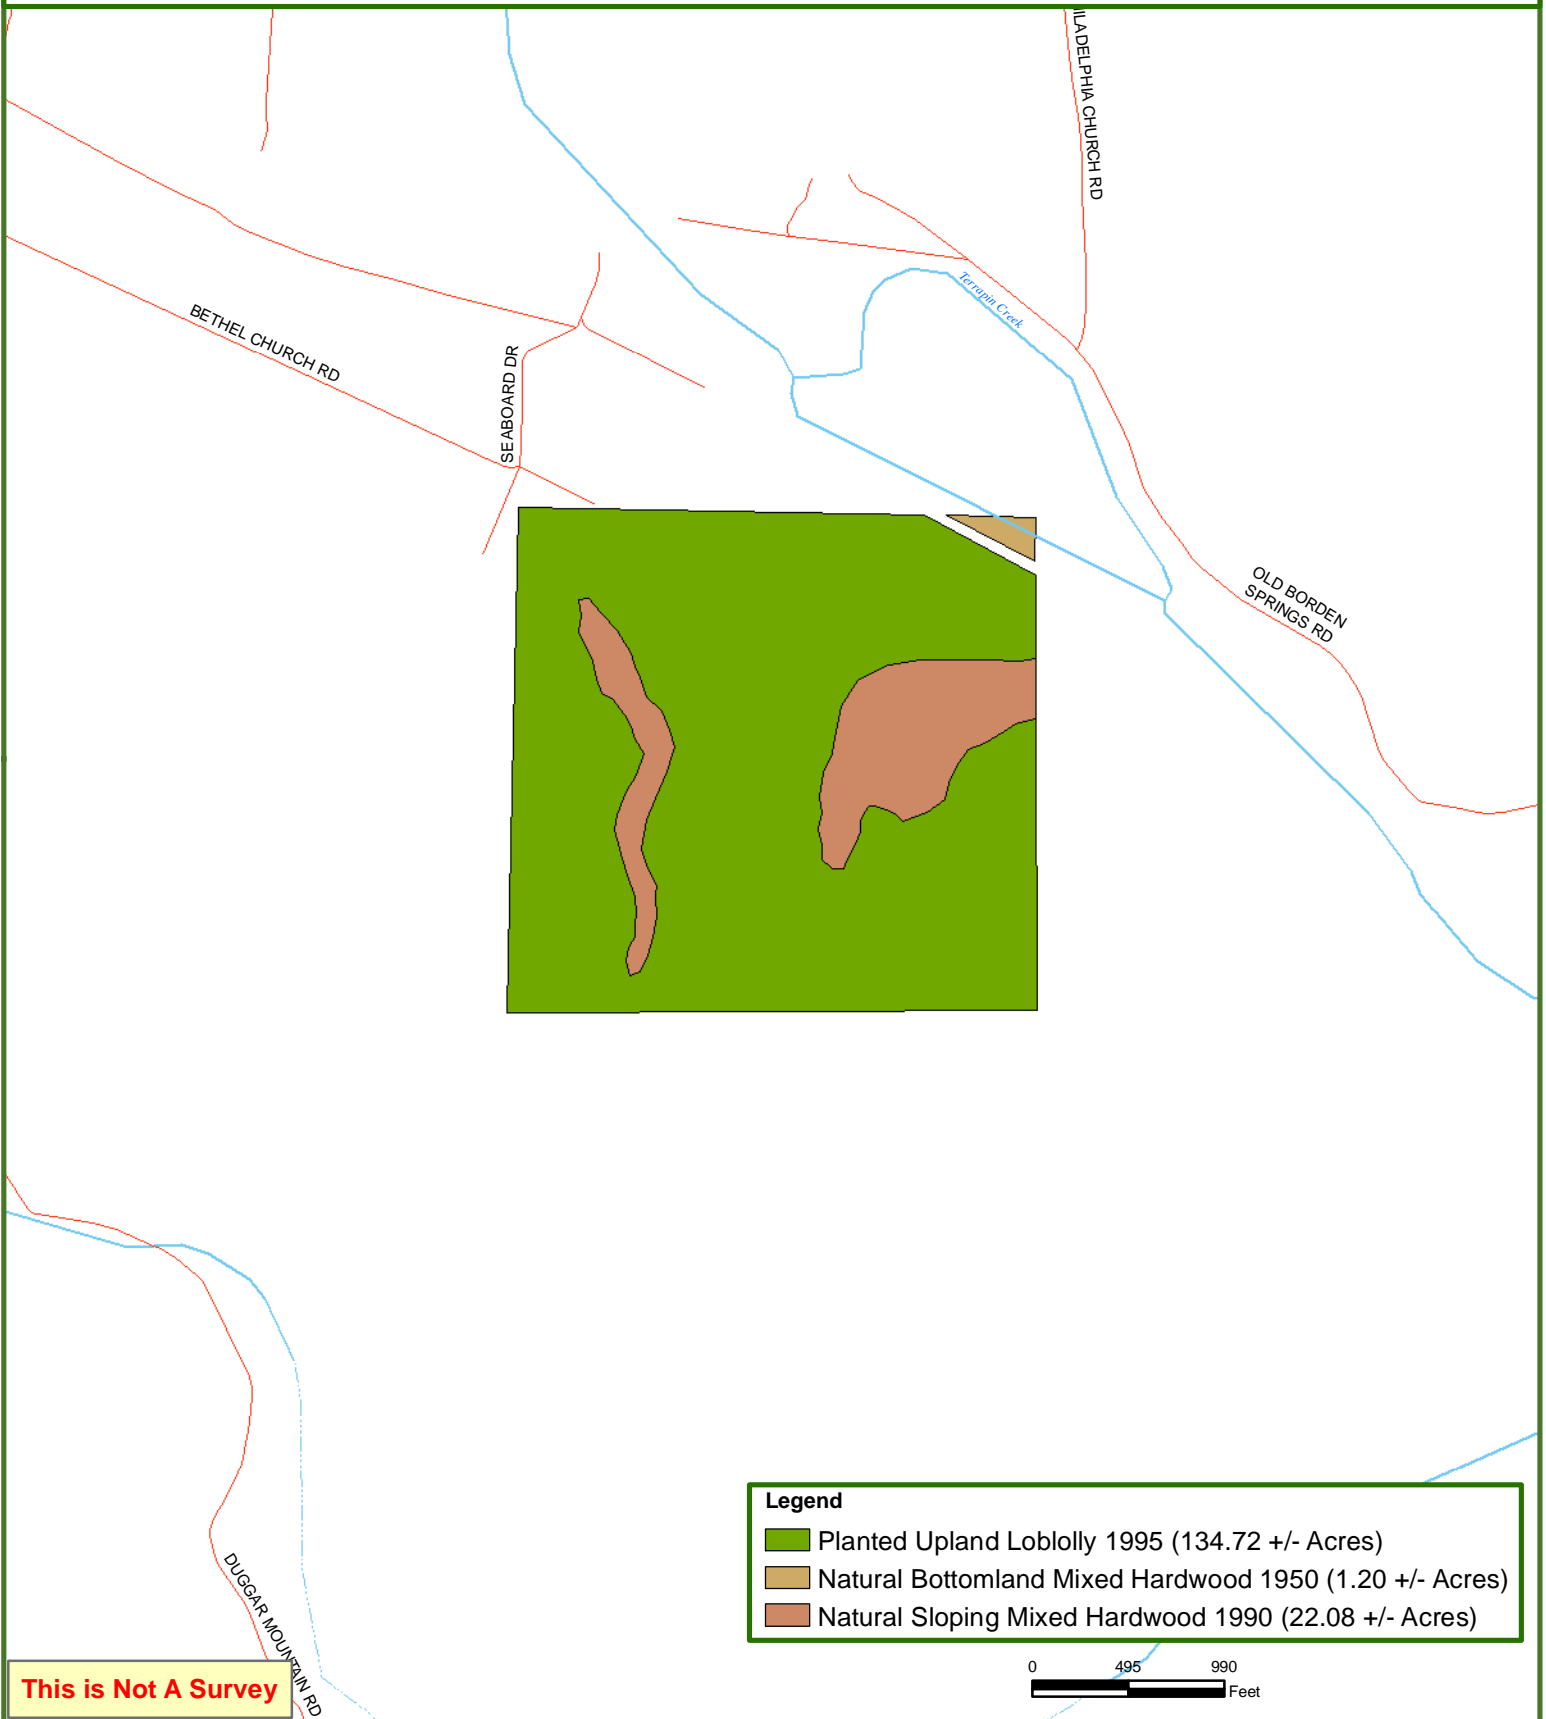 ILADELPHIA CHURCH RD
Terrapin Creek
BETHEL CHURCH RD
SEABOARD DR
OLD BORDEN
SPRINGS RD
Legend
Planted Upland Loblolly 1995 (134.72 +/- Acres)
Natural Bottomland Mixed Hardwood 1950 (1.20 +/- Acres)
Natural Sloping Mixed Hardwood 1990 (22.08 +/- Acres)
DUGGAR MOUNTAIN RD
This is Not A Survey
0 495 990
Feet